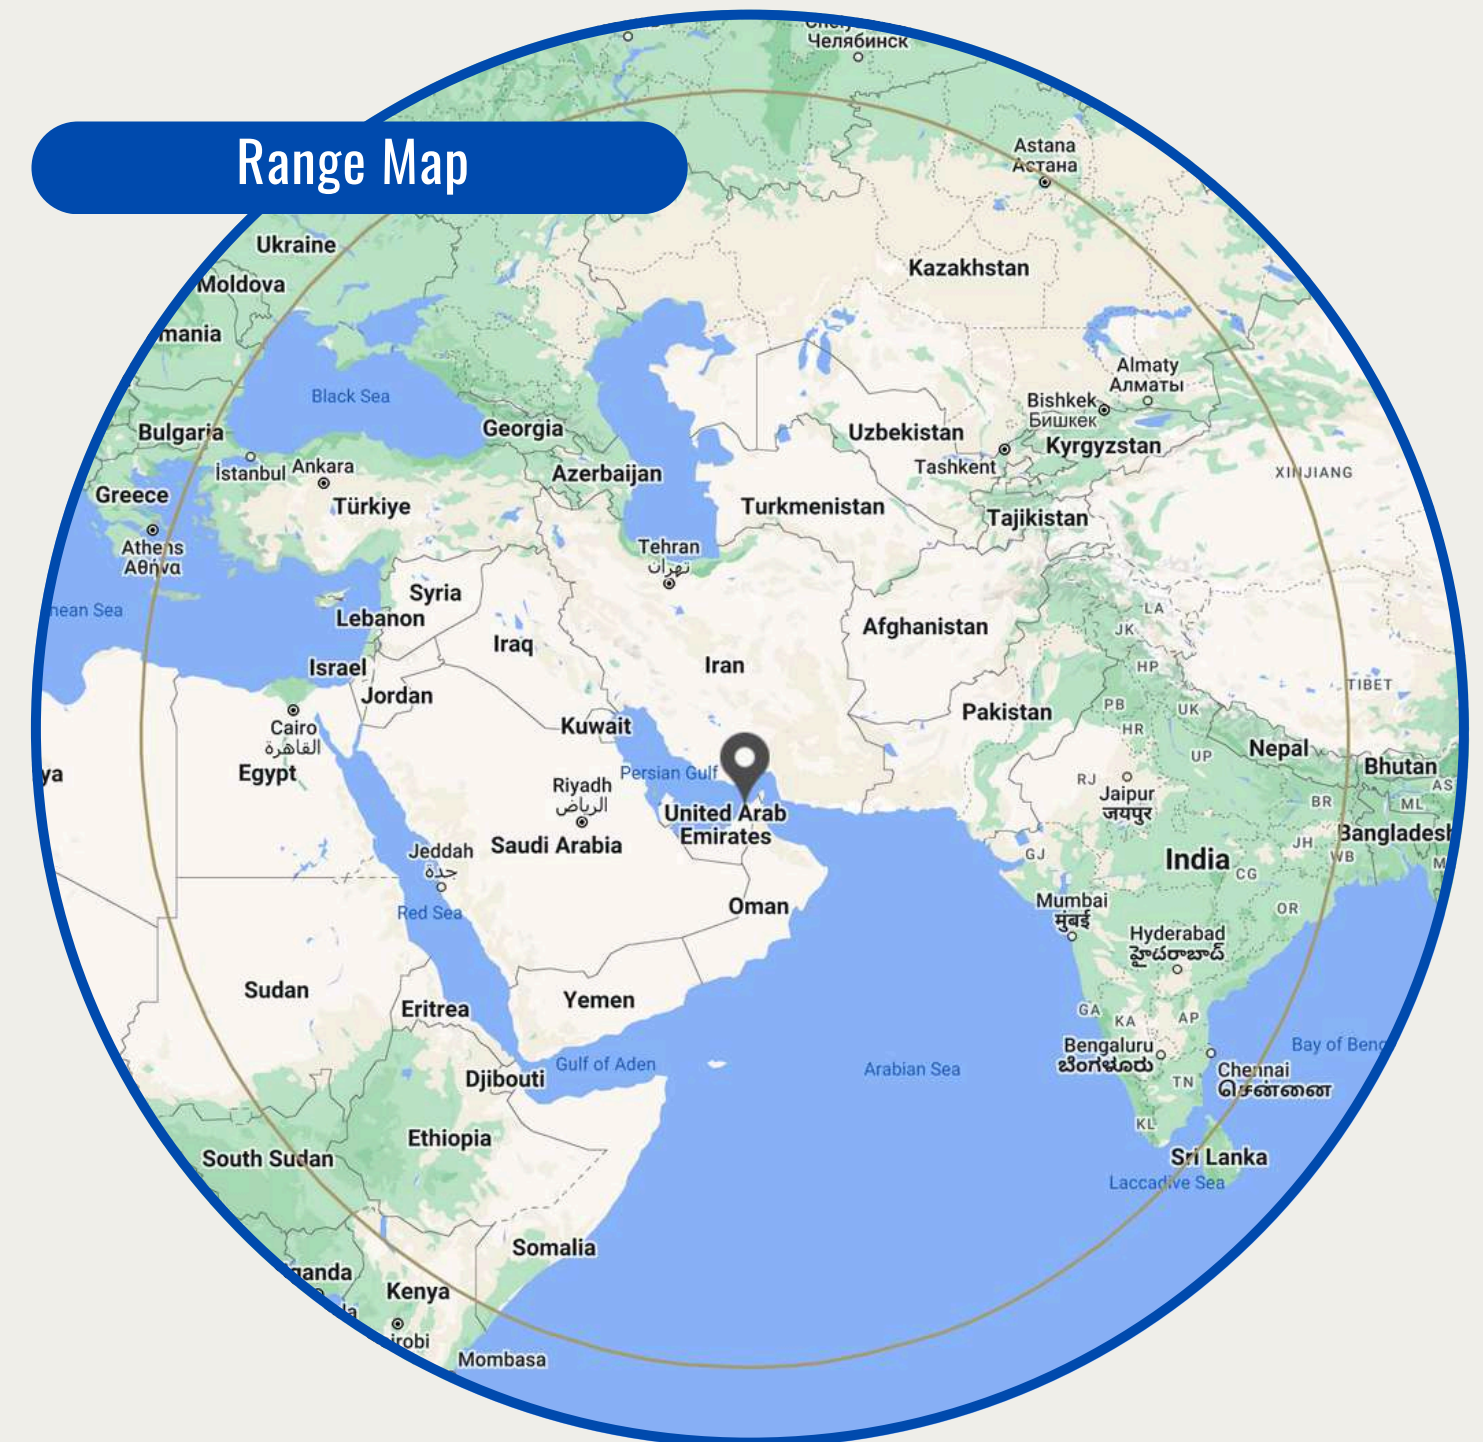 Челябинск
Range Map
Astana
Астана
Ukraine
Moldova
mania
Kazakhstan
Almaty
Алматы
Black Sea
Bishkek
Бишкек
Bulgaria
Georgia
Uzbekistan
Kyrgyzstan
İstanbul
Ankara
Azerbaijan
Tashkent
XINJIANG
Greece
Türkiye
Turkmenistan
Tajikistan
Athens
Αθήνα
Tehran
تهران
nean Sea
Syria
Lebanon
Afghanistan
LA
JK
Iraq
Israel
Iran
HP
Jordan
TIBET
Cairo
القاهرة
Kuwait
Pakistan
PB
UK
HR
Egypt
ya
Riyadh
الرياض
Persian Gulf
UP
Nepal
Bhutan
RJ
Jaipur
जयपुर
AS
BR
ML
United Arab
Emirates
Saudi Arabia
Jeddah
جدة
JH
Bangladesh
GJ
India
WB
M
CG
Red Sea
Oman
Mumbai
मुंबई
OR
Hyderabad
హైదరాబాద్
Sudan
Eritrea
Yemen
GA
KA
AP
Gulf of Aden
Arabian Sea
Bengaluru
ಬೆಂಗಳೂರು
Bay of Beng
Djibouti
TN
Chennai
சென்னை
Ethiopia
KL
South Sudan
Sri Lanka
Laccadive Sea
Somalia
ganda
Kenya
la
irobi
Mombasa